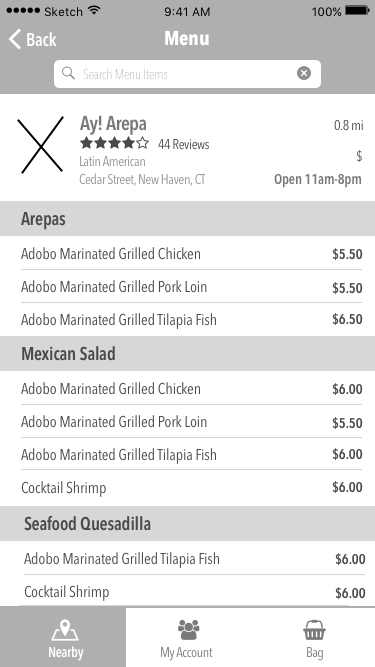 Sketch 9:41 AM 100%
Back Menu
Search Menu Items
Ay! Arepa 0.8 mi
44 Reviews
Latin American $
Cedar Street, New Haven, CT Open 11am-8pm
Arepas
Adobo Marinated Grilled Chicken $5.50
Adobo Marinated Grilled Pork Loin $5.50
Adobo Marinated Grilled Tilapia Fish $6.50
Mexican Salad
Adobo Marinated Grilled Chicken $6.00
Adobo Marinated Grilled Pork Loin $5.50
Adobo Marinated Grilled Tilapia Fish $6.00
Cocktail Shrimp $6.00
Seafood Quesadilla
Adobo Marinated Grilled Tilapia Fish $6.00
Cocktail Shrimp $6.00
Nearby My Account Bag